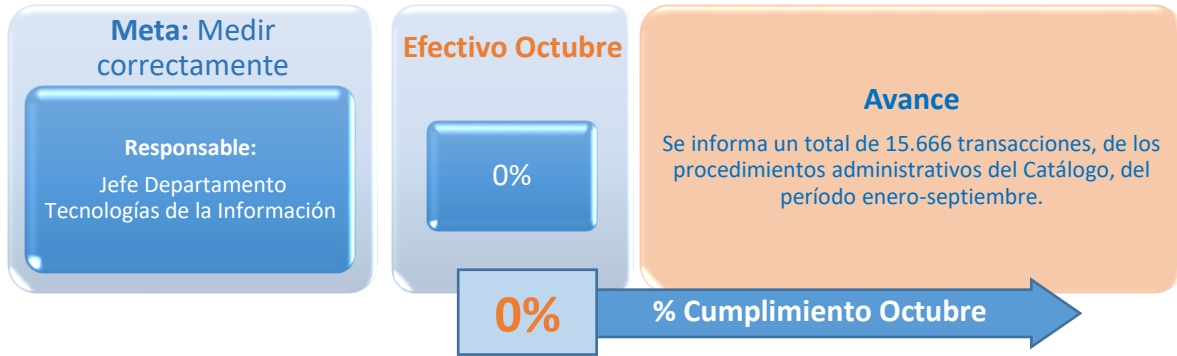 Meta: Medir
correctamente
Responsable:
Jefe Departamento
Tecnologías de la Información
Efectivo Octubre
0%
Avance
Se informa un total de 15.666 transacciones, de los
procedimientos administrativos del Catálogo, del
período enero-septiembre.
0%
% Cumplimiento Octubre